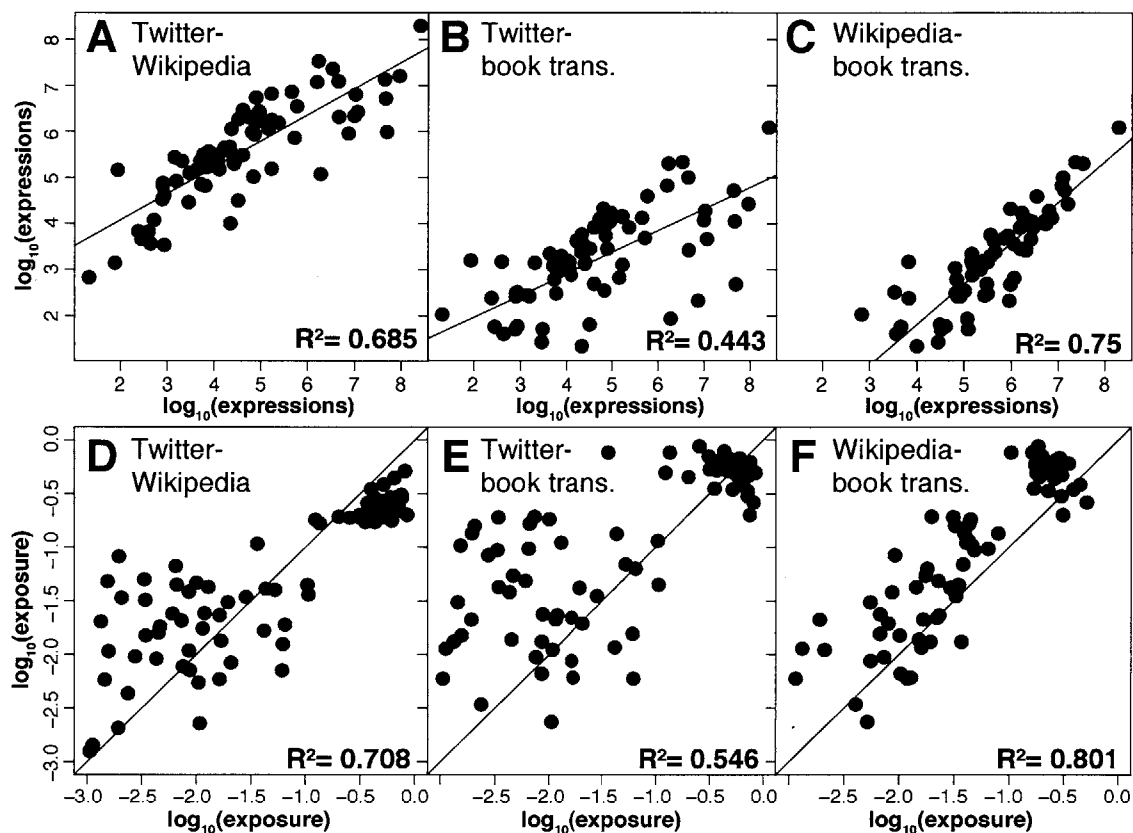 A Twitter-
Wikipedia
B Twitter-
book trans.
C Wikipedia-
book trans.
8
7
6
5
4
3
2
log10(expressions)
R²= 0.685
R²= 0.443
R²= 0.75
2 3 4 5 6 7 8
2 3 4 5 6 7 8
2 3 4 5 6 7 8
log10(expressions)
log10(expressions)
log10(expressions)
D Twitter-
Wikipedia
E Twitter-
book trans.
F Wikipedia-
book trans.
0.0
−0.5
−1.0
−1.5
−2.0
−2.5
−3.0
log10(exposure)
R²= 0.708
R²= 0.546
R²= 0.801
−3.0 −2.5 −2.0 −1.5 −1.0 −0.5 0.0
−2.5 −2.0 −1.5 −1.0 −0.5 0.0
−2.5 −2.0 −1.5 −1.0 −0.5 0.0
log10(exposure)
log10(exposure)
log10(exposure)